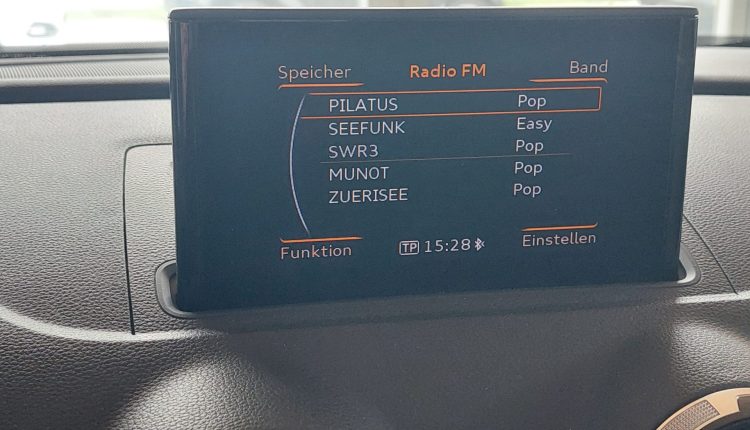 Speicher Radio FM Band
PILATUS Pop
SEEFUNK Easy
SWR3 Pop
MUNOT Pop
ZUERISEE Pop
Funktion TP 15:28 Einstellen